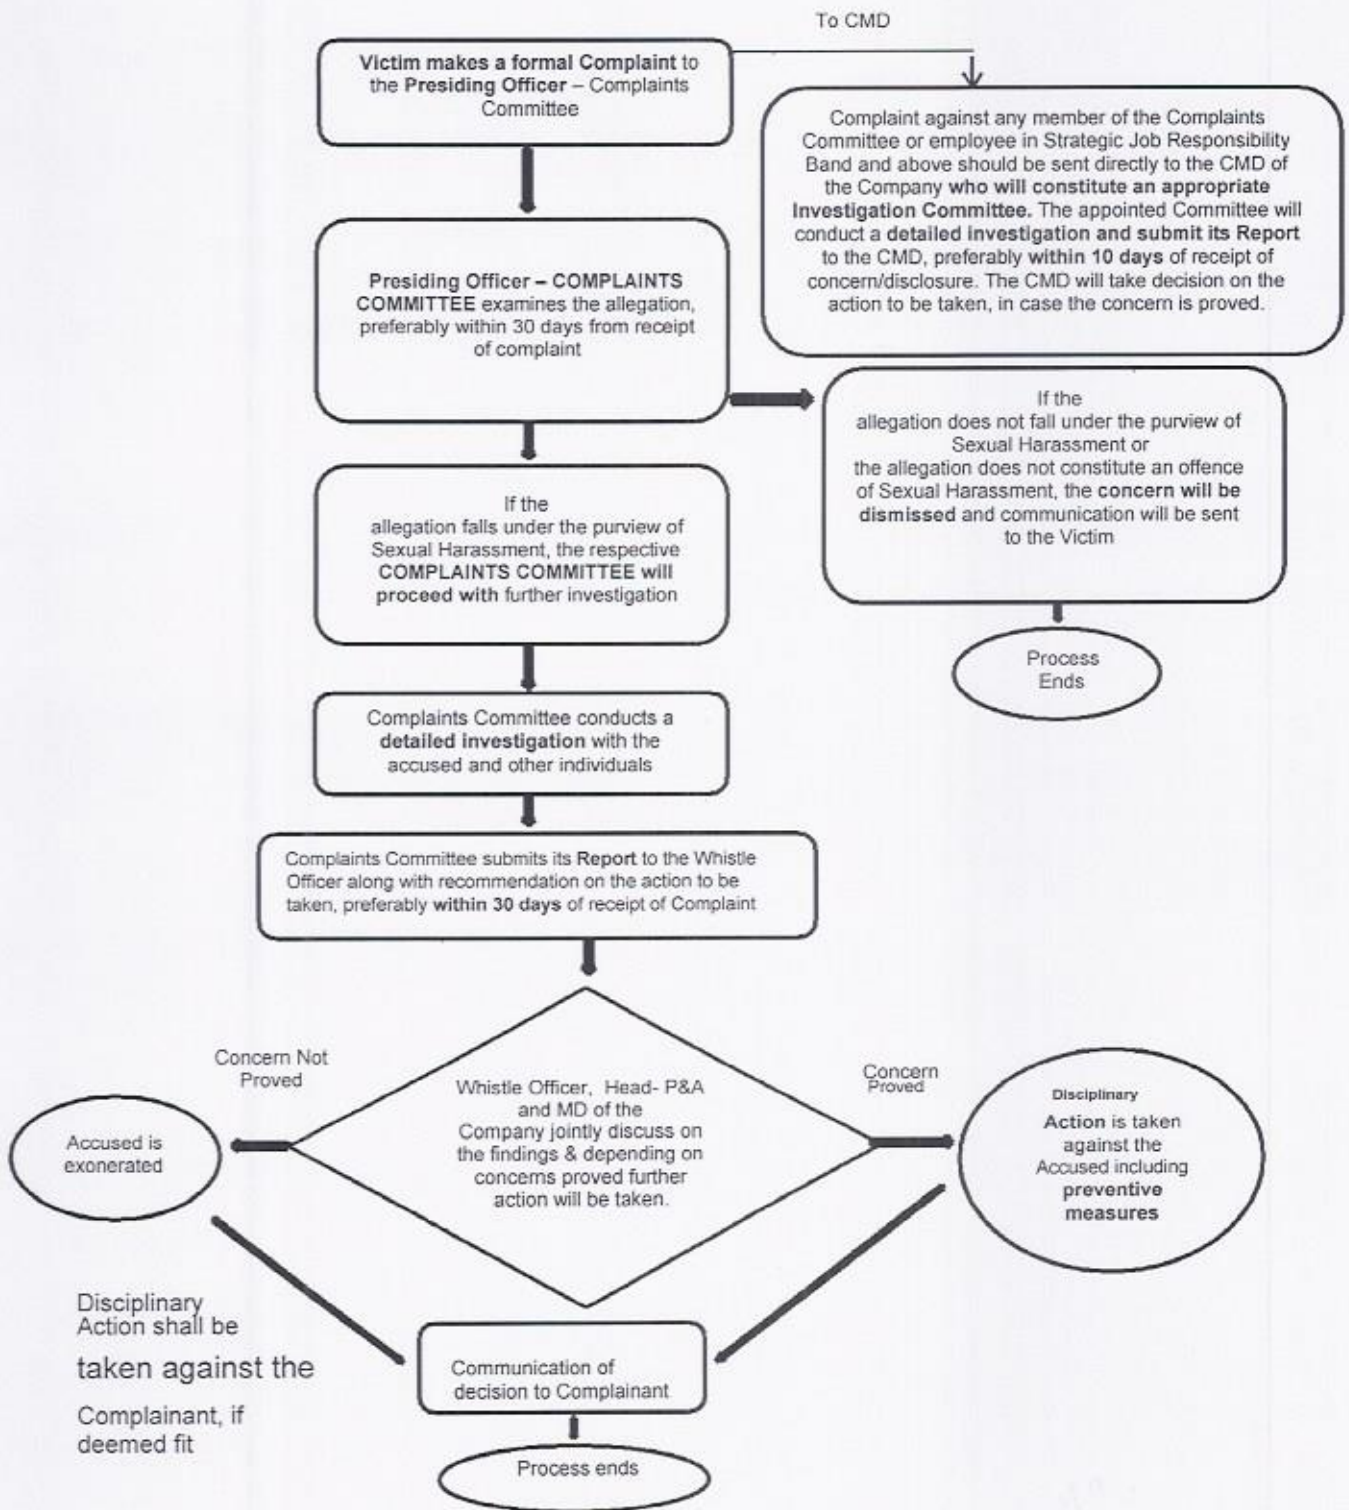 To CMD
Victim makes a formal Complaint to
the Presiding Officer – Complaints
Committee
Complaint against any member of the Complaints
Committee or employee in Strategic Job Responsibility
Band and above should be sent directly to the CMD of
the Company who will constitute an appropriate
Investigation Committee. The appointed Committee will
conduct a detailed investigation and submit its Report
to the CMD, preferably within 10 days of receipt of
concern/disclosure. The CMD will take decision on the
action to be taken, in case the concern is proved.
Presiding Officer – COMPLAINTS
COMMITTEE examines the allegation,
preferably within 30 days from receipt
of complaint
If the
allegation does not fall under the purview of
Sexual Harassment or
the allegation does not constitute an offence
of Sexual Harassment, the concern will be
dismissed and communication will be sent
to the Victim
If the
allegation falls under the purview of
Sexual Harassment, the respective
COMPLAINTS COMMITTEE will
proceed with further investigation
Process
Ends
Complaints Committee conducts a
detailed investigation with the
accused and other individuals
Complaints Committee submits its Report to the Whistle
Officer along with recommendation on the action to be
taken, preferably within 30 days of receipt of Complaint
Concern Not
Proved
Whistle Officer, Head- P&A
and MD of the
Company jointly discuss on
the findings & depending on
concerns proved further
action will be taken.
Concern
Proved
Accused is
exonerated
Disciplinary
Action is taken
against the
Accused including
preventive
measures
Disciplinary
Action shall be
taken against the
Complainant, if
deemed fit
Communication of
decision to Complainant
Process ends